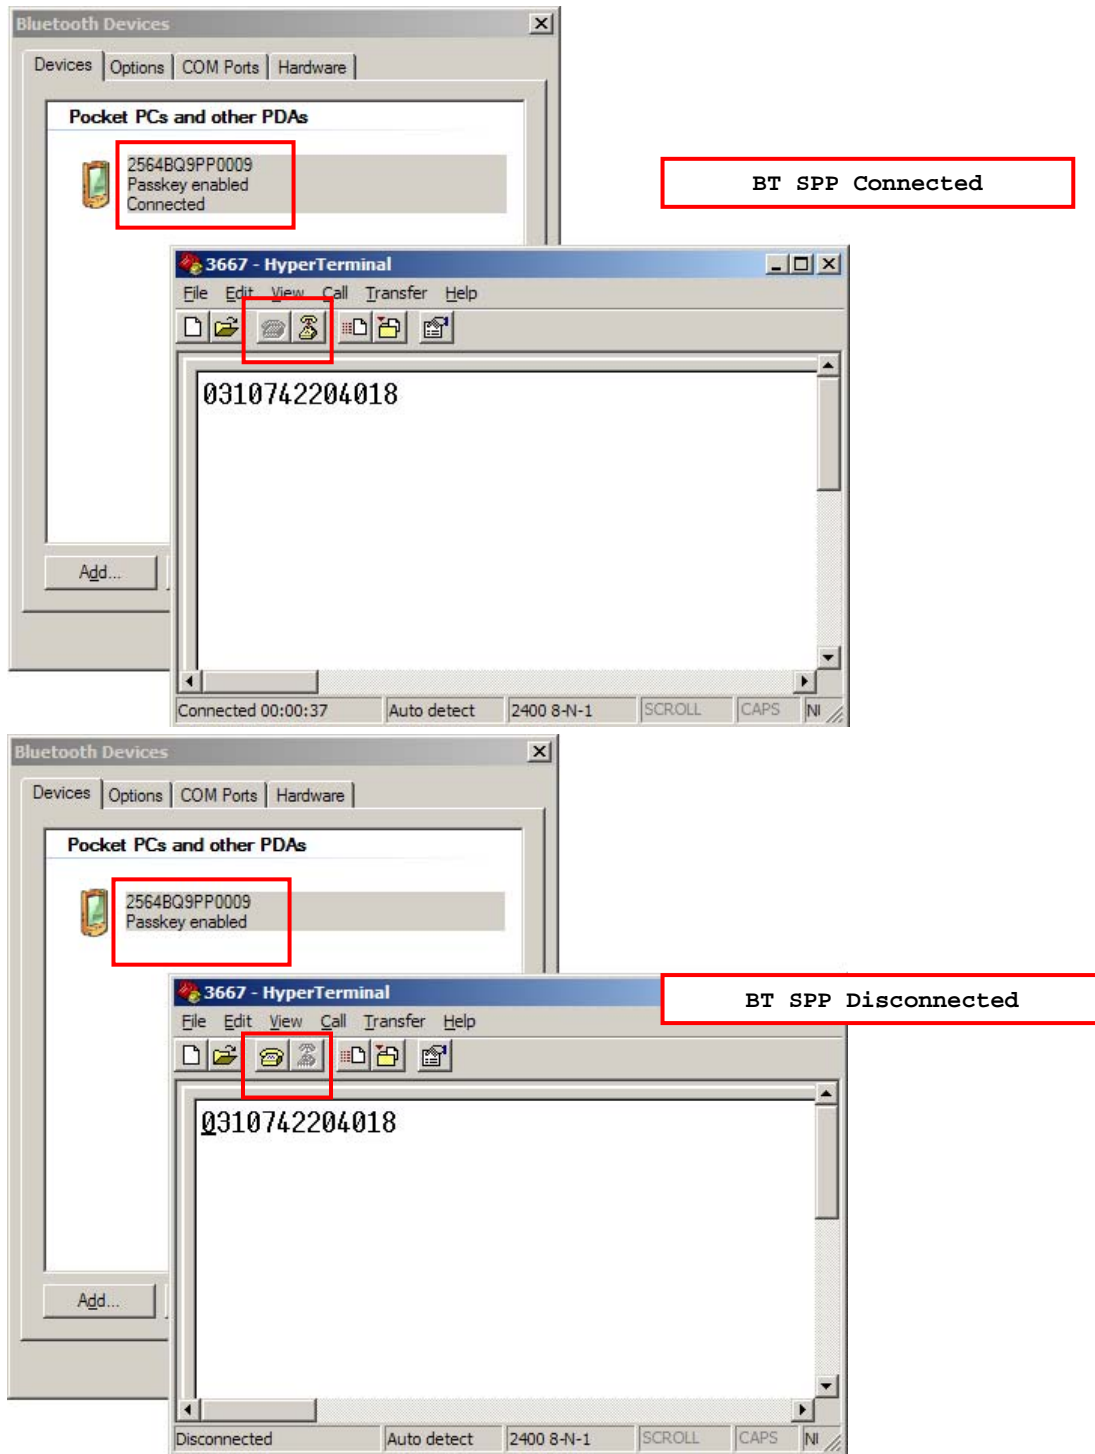 Bluetooth Devices
Devices Options COM Ports Hardware
Pocket PCs and other PDAs
2564BQ9PP0009
Passkey enabled
Connected
BT SPP Connected
3667 - HyperTerminal
File Edit View Call Transfer Help
0310742204018
Add...
Connected 00:00:37 Auto detect 2400 8-N-1 SCROLL CAPS
Bluetooth Devices
Devices Options COM Ports Hardware
Pocket PCs and other PDAs
2564BQ9PP0009
Passkey enabled
3667 - HyperTerminal
BT SPP Disconnected
File Edit View Call Transfer Help
0310742204018
Add...
Disconnected Auto detect 2400 8-N-1 SCROLL CAPS